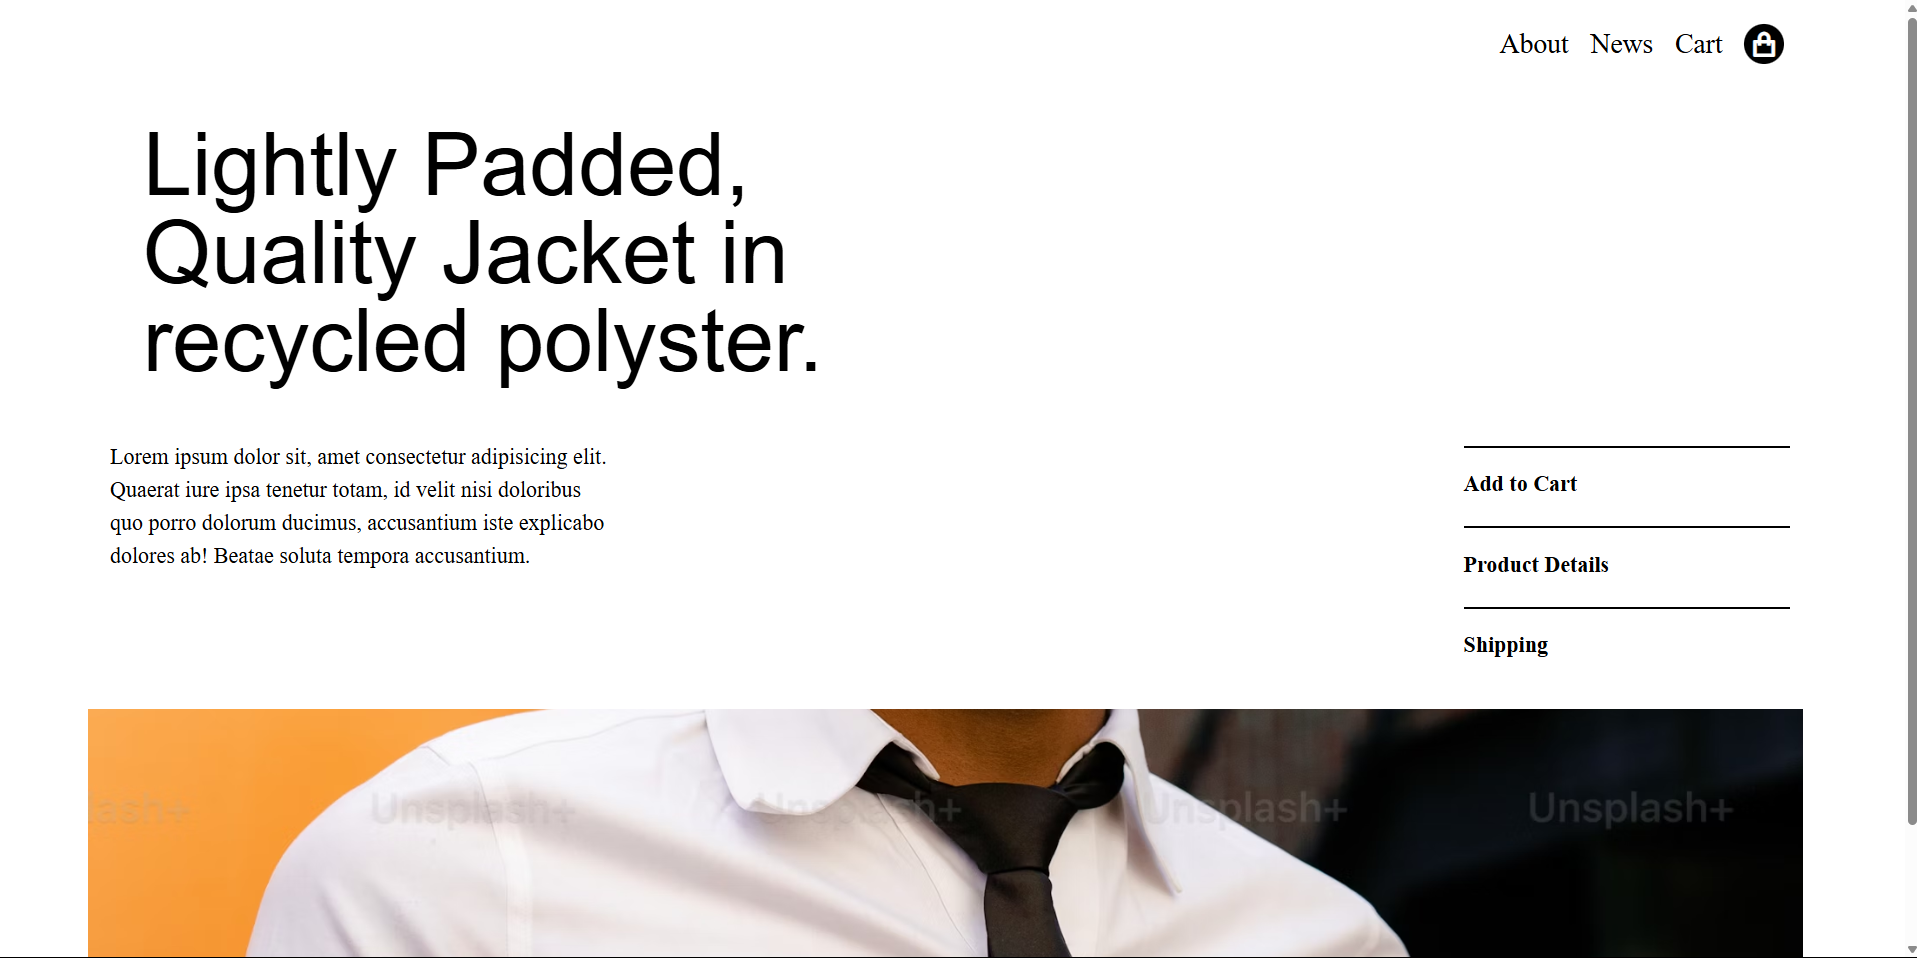 About News Cart
Lightly Padded,
Quality Jacket in
recycled polyster.
Lorem ipsum dolor sit, amet consectetur adipisicing elit.
Quaerat iure ipsa tenetur totam, id velit nisi doloribus
quo porro dolorum ducimus, accusantium iste explicabo
dolores ab! Beatae soluta tempora accusantium.
Add to Cart
Product Details
Shipping
lash+ Unsplash+ Unsplash+ Unsplash+ Unsplash+